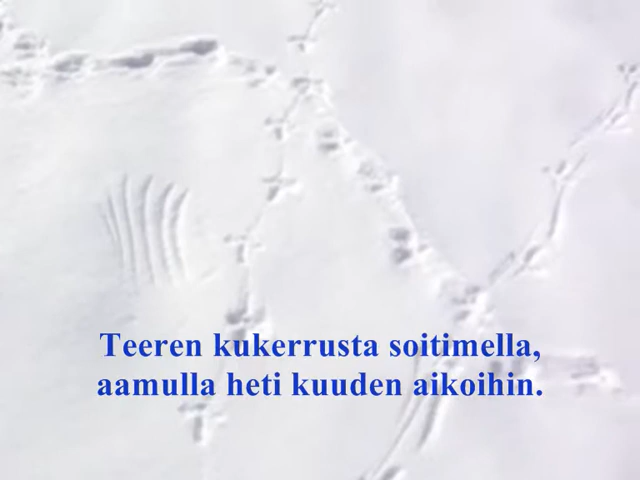 Teeren kukerrusta soitimella,
aamulla heti kuuden aikoihin.